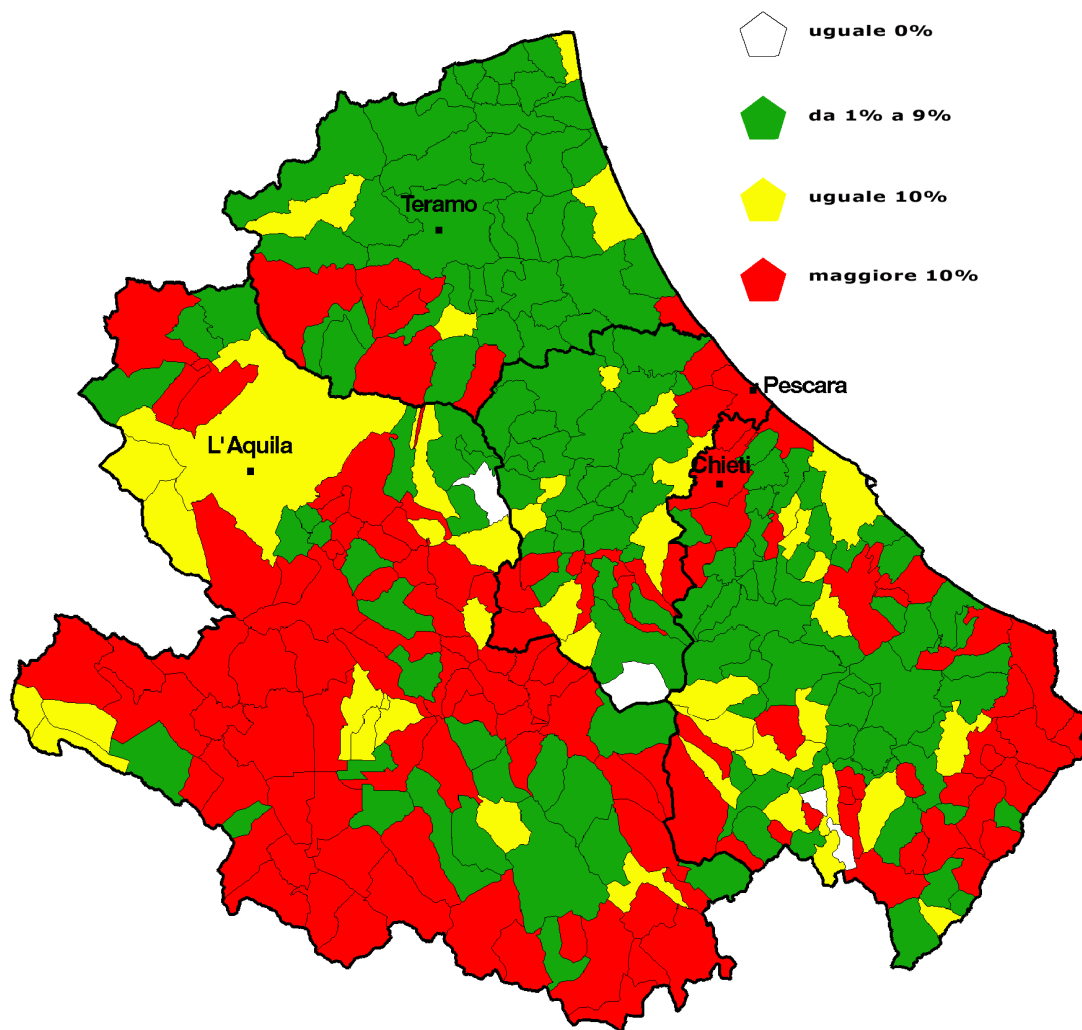 uguale 0%
da 1% a 9%
uguale 10%
maggiore 10%
Teramo
Pescara
L'Aquila
Chieti